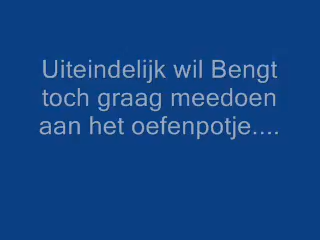 Uiteindelijk wil Bengt
toch graag meedoen
aan het oefenpotje....